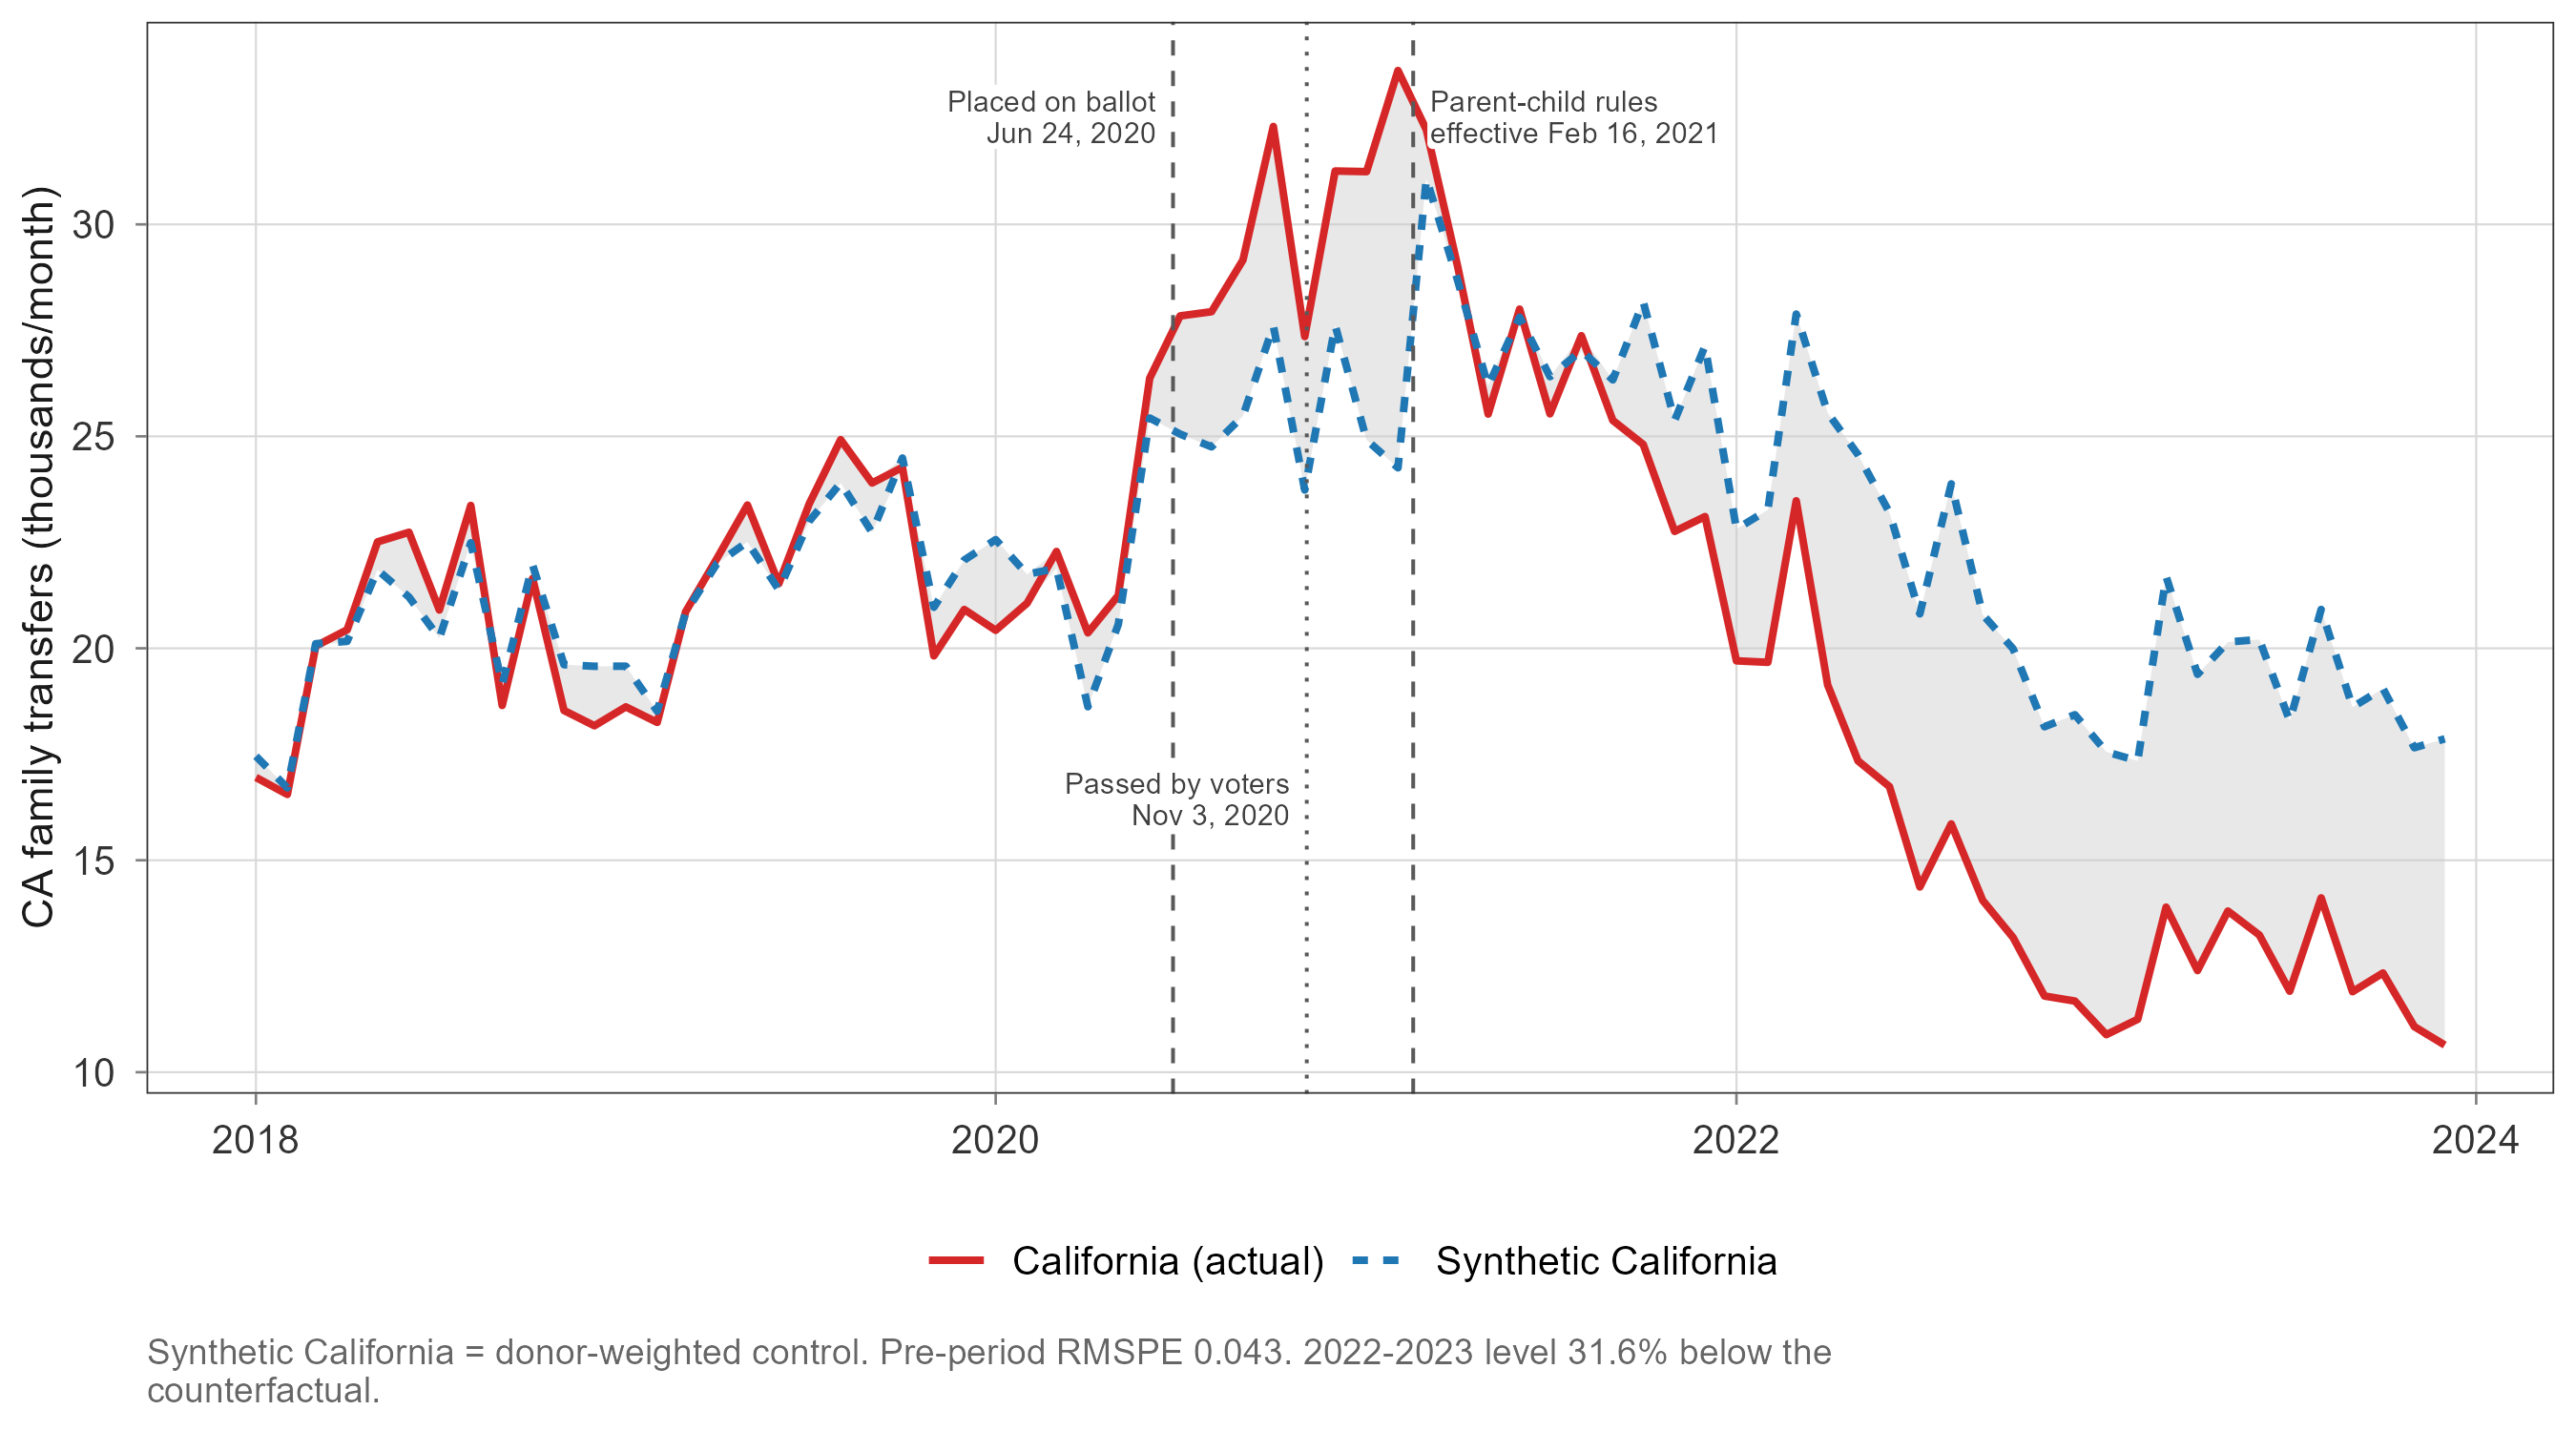 Placed on ballot
Jun 24, 2020
Parent-child rules
effective Feb 16, 2021
Passed by voters
Nov 3, 2020
CA family transfers (thousands/month)
30
25
20
15
10
2018
2020
2022
2024
California (actual)
Synthetic California
Synthetic California = donor-weighted control. Pre-period RMSPE 0.043. 2022-2023 level 31.6% below the
counterfactual.